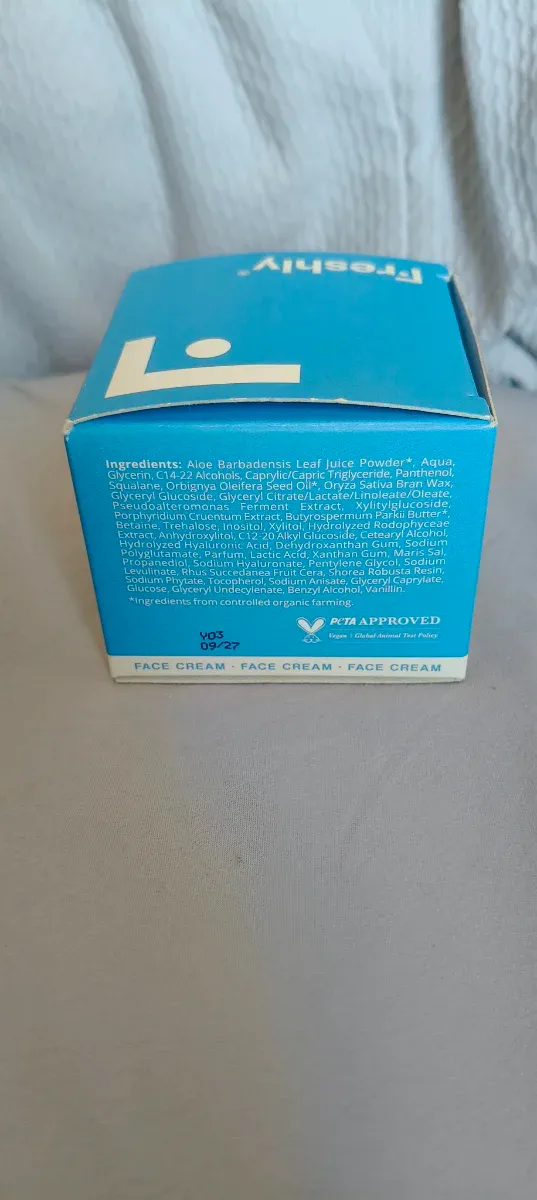 Freshly®
Ingredients: Aloe Barbadensis Leaf Juice Powder*, Aqua,
Glycerin, C14-22 Alcohols, Caprylic/Capric Triglyceride, Panthenol,
Squalane, Orbignya Oleifera Seed Oil*, Oryza Sativa Bran Wax,
Glyceryl Glucoside, Glyceryl Citrate/Lactate/Linoleate/Oleate,
Pseudoalteromonas Ferment Extract, Xylitylglucoside,
Porphyridium Cruentum Extract, Butyrospermum Parkii Butter*,
Betaine, Trehalose, Inositol, Xylitol, Hydrolyzed Rodophyceae
Extract, Anhydroxylitol, C12-20 Alkyl Glucoside, Cetearyl Alcohol,
Hydrolyzed Hyaluronic Acid, Dehydroxanthan Gum, Sodium
Polyglutamate, Parfum, Lactic Acid, Xanthan Gum, Maris Sal,
Propanediol, Sodium Hyaluronate, Pentylene Glycol, Sodium
Levulinate, Rhus Succedanea Fruit Cera, Shorea Robusta Resin,
Sodium Phytate, Tocopherol, Sodium Anisate, Glyceryl Caprylate,
Glucose, Glyceryl Undecylenate, Benzyl Alcohol, Vanillin.
*Ingredients from controlled organic farming.
PETA APPROVED
Vegan | Global Animal Test Policy
Y03
09/27
FACE CREAM · FACE CREAM · FACE CREAM